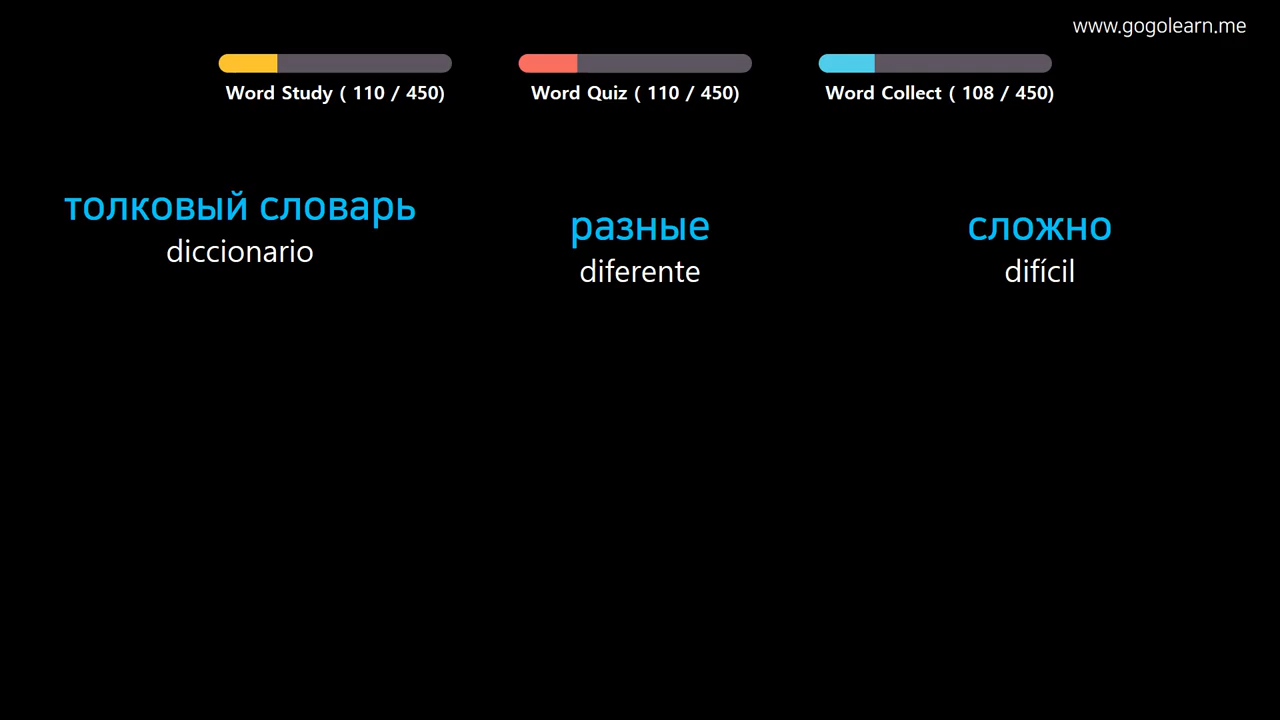 www.gogolearn.me
Word Study ( 110 / 450)
Word Quiz ( 110 / 450)
Word Collect ( 108 / 450)
толковый словарь
diccionario
разные
diferente
сложно
difícil